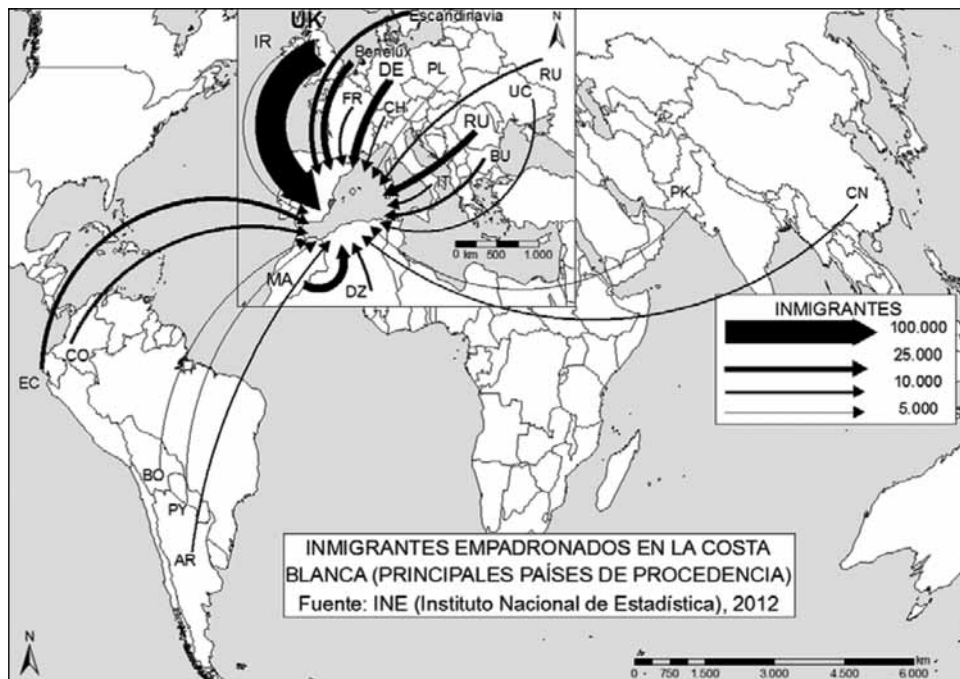 UK
Escandinavia
N
IR
Benelux
DE
PL
RU
FR
CH
UC
RU
BU
IT
PK
CN
0 500 1.000
km
MA
DZ
INMIGRANTES
100.000
25.000
10.000
5.000
CO
EC
BO
PY
AR
INMIGRANTES EMPADRONADOS EN LA COSTA
BLANCA (PRINCIPALES PAÍSES DE PROCEDENCIA)
Fuente: INE (Instituto Nacional de Estadística), 2012
N
km
0 750 1.500 3.000 4.500 6.000